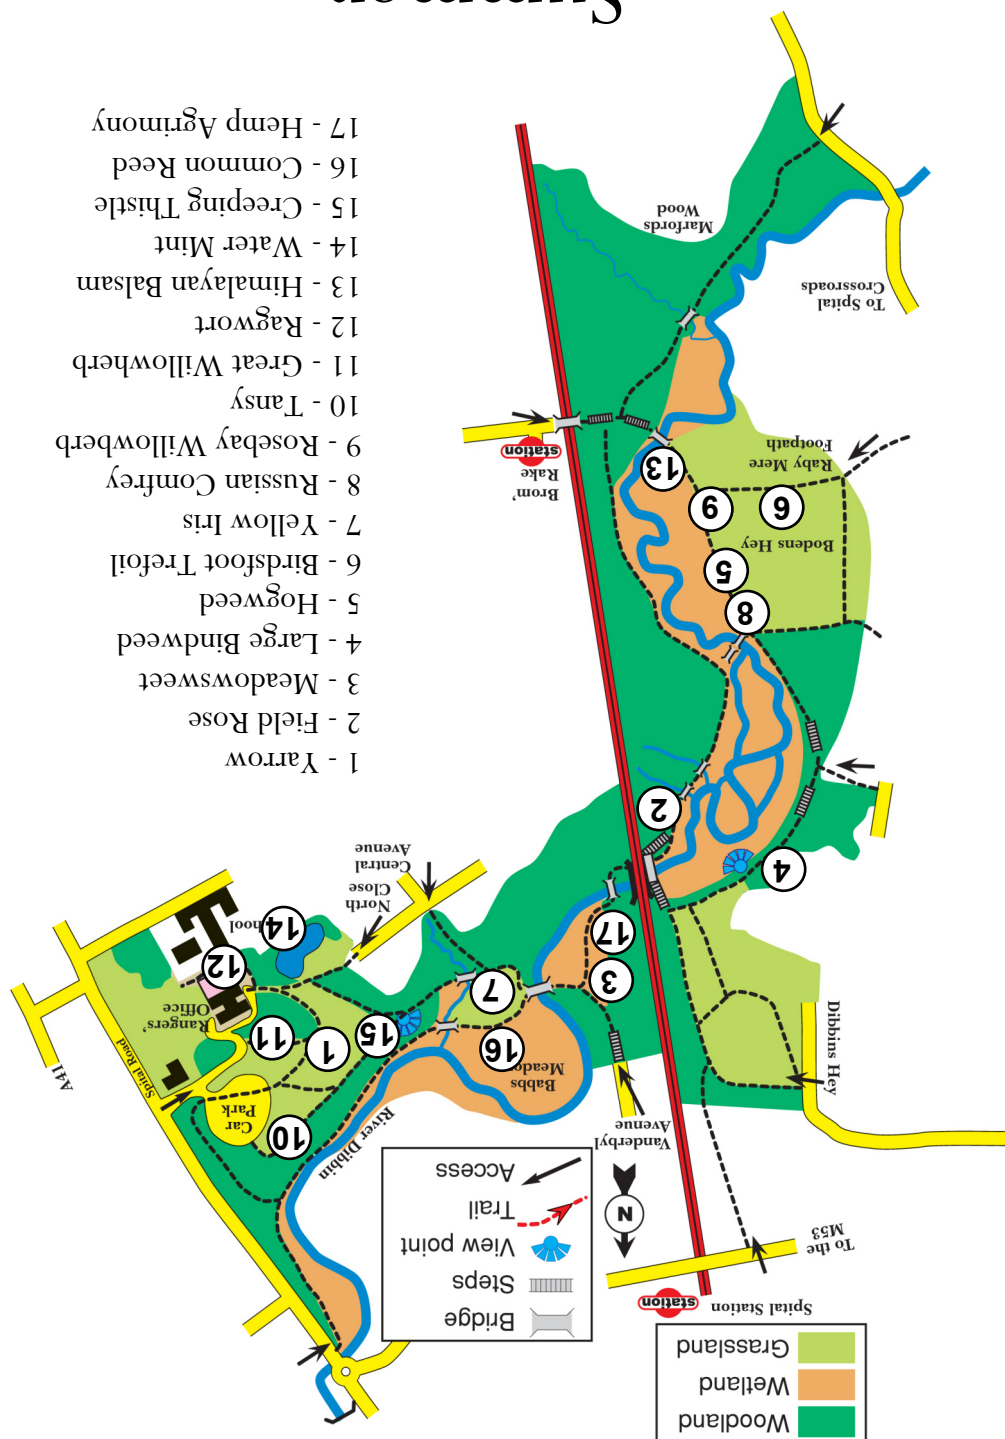 Woodland
Wetland
Grassland
Spital Station
station
To the
M53
Bridge
Steps
View point
Trail
Access
N
Vanderbyl
Avenue
Dibbins Hey
River Dibbin
Car
Park
Spital Road
A41
Rangers'
Office
hool
Babbs
Meado
North
Close
Central
Avenue
10
11
1
15
16
12
14
7
3
17
4
2
8
5
9
6
13
Bodens Hey
Raby Mere
Footpath
Brom'
Rake
station
To Spital
Crossroads
Marfords
Wood
1 - Yarrow
2 - Field Rose
3 - Meadowsweet
4 - Large Bindweed
5 - Hogweed
6 - Birdsfoot Trefoil
7 - Yellow Iris
8 - Russian Comfrey
9 - Rosebay Willowherb
10 - Tansy
11 - Great Willowherb
12 - Ragwort
13 - Himalayan Balsam
14 - Water Mint
15 - Creeping Thistle
16 - Common Reed
17 - Hemp Agrimony